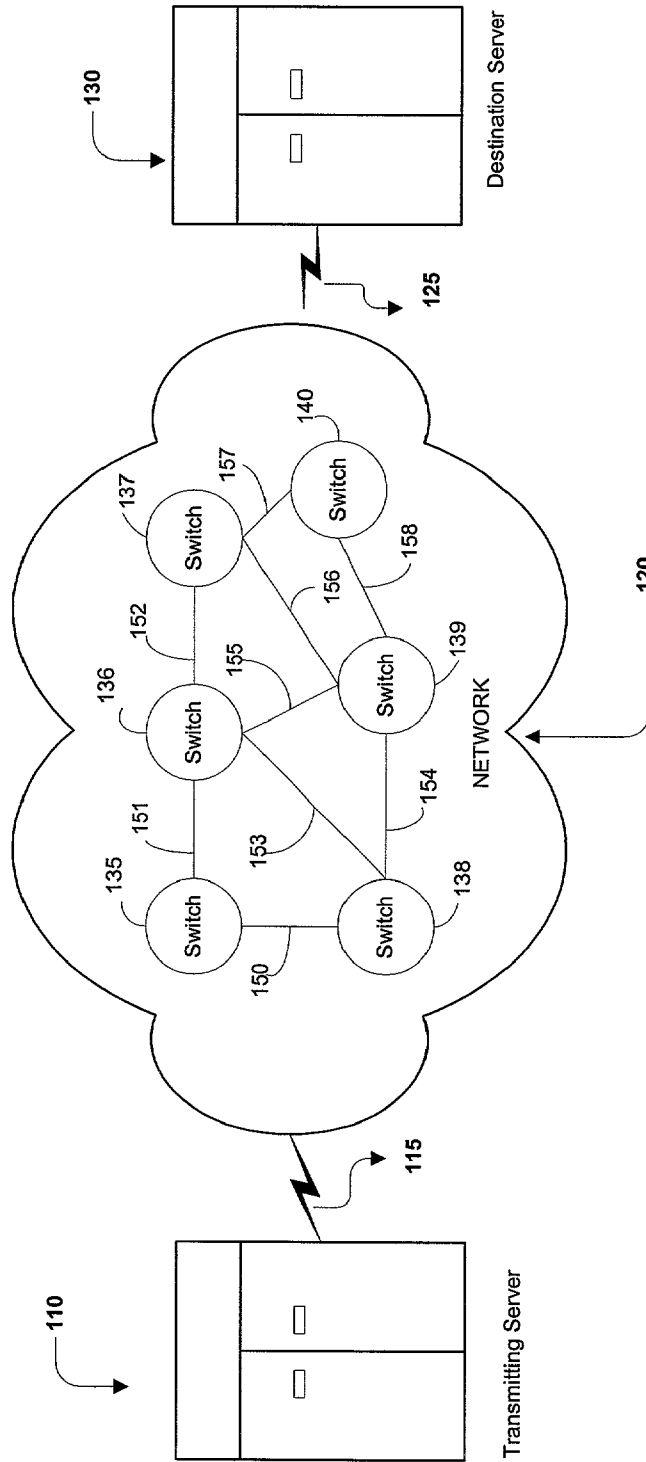 110
130
136
137
135
151
152
140
157
Switch
Switch
Switch
Switch
150
153
155
156
158
115
125
Switch
Switch
154
138
139
NETWORK
Transmitting Server
Destination Server
120